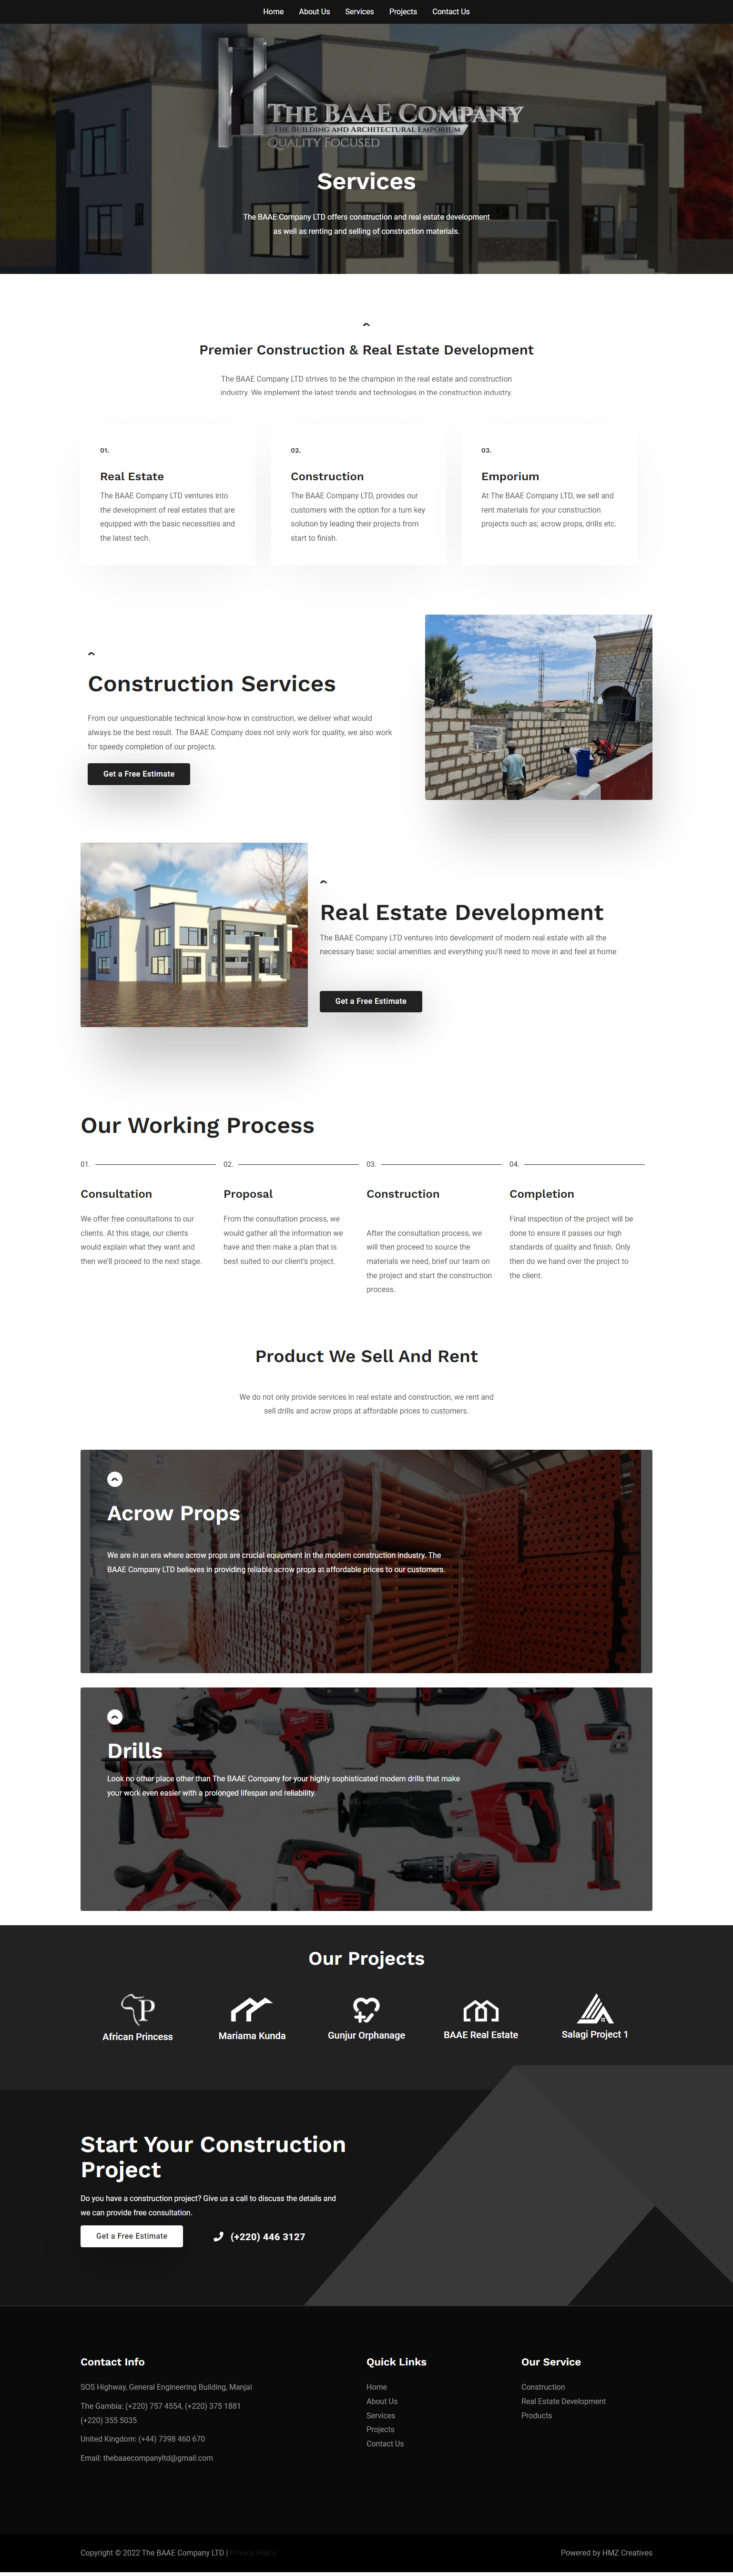 Home About Us Services Projects Contact Us
THE BAAE COMPANY
THE BUILDING AND ARCHITECTURAL EMPORIUM
QUALITY FOCUSED
Services
The BAAE Company LTD offers construction and real estate development
as well as renting and selling of construction materials.
Premier Construction & Real Estate Development
The BAAE Company LTD strives to be the champion in the real estate and construction
industry. We implement the latest trends and technologies in the construction industry.
01.
Real Estate
The BAAE Company LTD ventures into
the development of real estates that are
equipped with the basic necessities and
the latest tech.
02.
Construction
The BAAE Company LTD, provides our
customers with the option for a turn key
solution by leading their projects from
start to finish.
03.
Emporium
At The BAAE Company LTD, we sell and
rent materials for your construction
projects such as; acrow props, drills etc.
Construction Services
From our unquestionable technical know-how in construction, we deliver what would
always be the best result. The BAAE Company does not only work for quality, we also work
for speedy completion of our projects.
Get a Free Estimate
Real Estate Development
The BAAE Company LTD ventures into development of modern real estate with all the
necessary basic social amenities and everything you'll need to move in and feel at home
Get a Free Estimate
Our Working Process
01.
Consultation
We offer free consultations to our
clients. At this stage, our clients
would explain what they want and
then we'll proceed to the next stage.
02.
Proposal
From the consultation process, we
would gather all the information we
have and then make a plan that is
best suited to our client's project.
03.
Construction
After the consultation process, we
will then proceed to source the
materials we need, brief our team on
the project and start the construction
process.
04.
Completion
Final inspection of the project will be
done to ensure it passes our high
standards of quality and finish. Only
then do we hand over the project to
the client.
Product We Sell And Rent
We do not only provide services in real estate and construction, we rent and
sell drills and acrow props at affordable prices to customers.
Acrow Props
We are in an era where acrow props are crucial equipment in the modern construction industry. The
BAAE Company LTD believes in providing reliable acrow props at affordable prices to our customers.
Drills
Look no other place other than The BAAE Company for your highly sophisticated modern drills that make
your work even easier with a prolonged lifespan and reliability.
Our Projects
P
African Princess
Mariama Kunda
Gunjur Orphanage
BAAE Real Estate
Salagi Project 1
Start Your Construction
Project
Do you have a construction project? Give us a call to discuss the details and
we can provide free consultation.
Get a Free Estimate
(+220) 446 3127
Contact Info
SOS Highway, General Engineering Building, Manjai
The Gambia: (+220) 757 4554, (+220) 375 1881
(+220) 355 5035
United Kingdom: (+44) 7398 460 670
Email: thebaaecompanyltd@gmail.com
Quick Links
Home
About Us
Services
Projects
Contact Us
Our Service
Construction
Real Estate Development
Products
Copyright © 2022 The BAAE Company LTD | Privacy Policy
Powered by HMZ Creatives